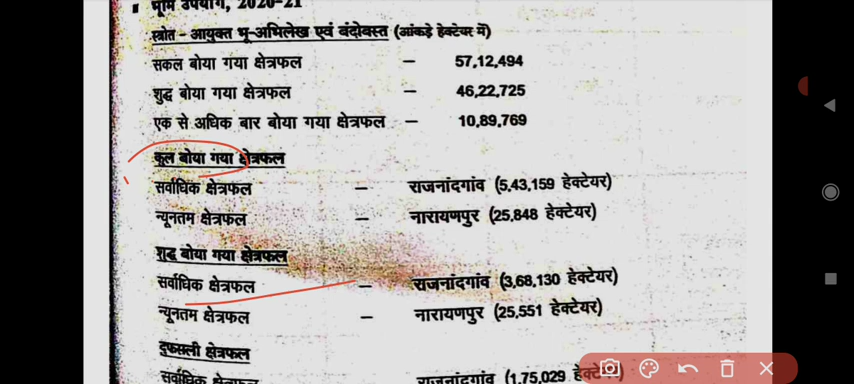 ▪ भूमि उपयोग, 2020-21
स्त्रोत – आयुक्त भू-अभिलेख एवं बंदोबस्त (आंकड़े हेक्टेयर में)
सकल बोया गया क्षेत्रफल – 57,12,494
शुद्ध बोया गया क्षेत्रफल – 46,22,725
एक से अधिक बार बोया गया क्षेत्रफल – 10,89,769
कूल बोया गया क्षेत्रफल
सर्वाधिक क्षेत्रफल – राजनांदगांव (5,43,159 हेक्टेयर)
न्यूनतम क्षेत्रफल – नारायणपुर (25,848 हेक्टेयर)
शुद्ध बोया गया क्षेत्रफल
सर्वाधिक क्षेत्रफल – राजनांदगांव (3,68,130 हेक्टेयर)
न्यूनतम क्षेत्रफल – नारायणपुर (25,551 हेक्टेयर)
दुफसली क्षेत्रफल
सर्वाधिक क्षेत्रफल – राजनांदगांव (1,75,029